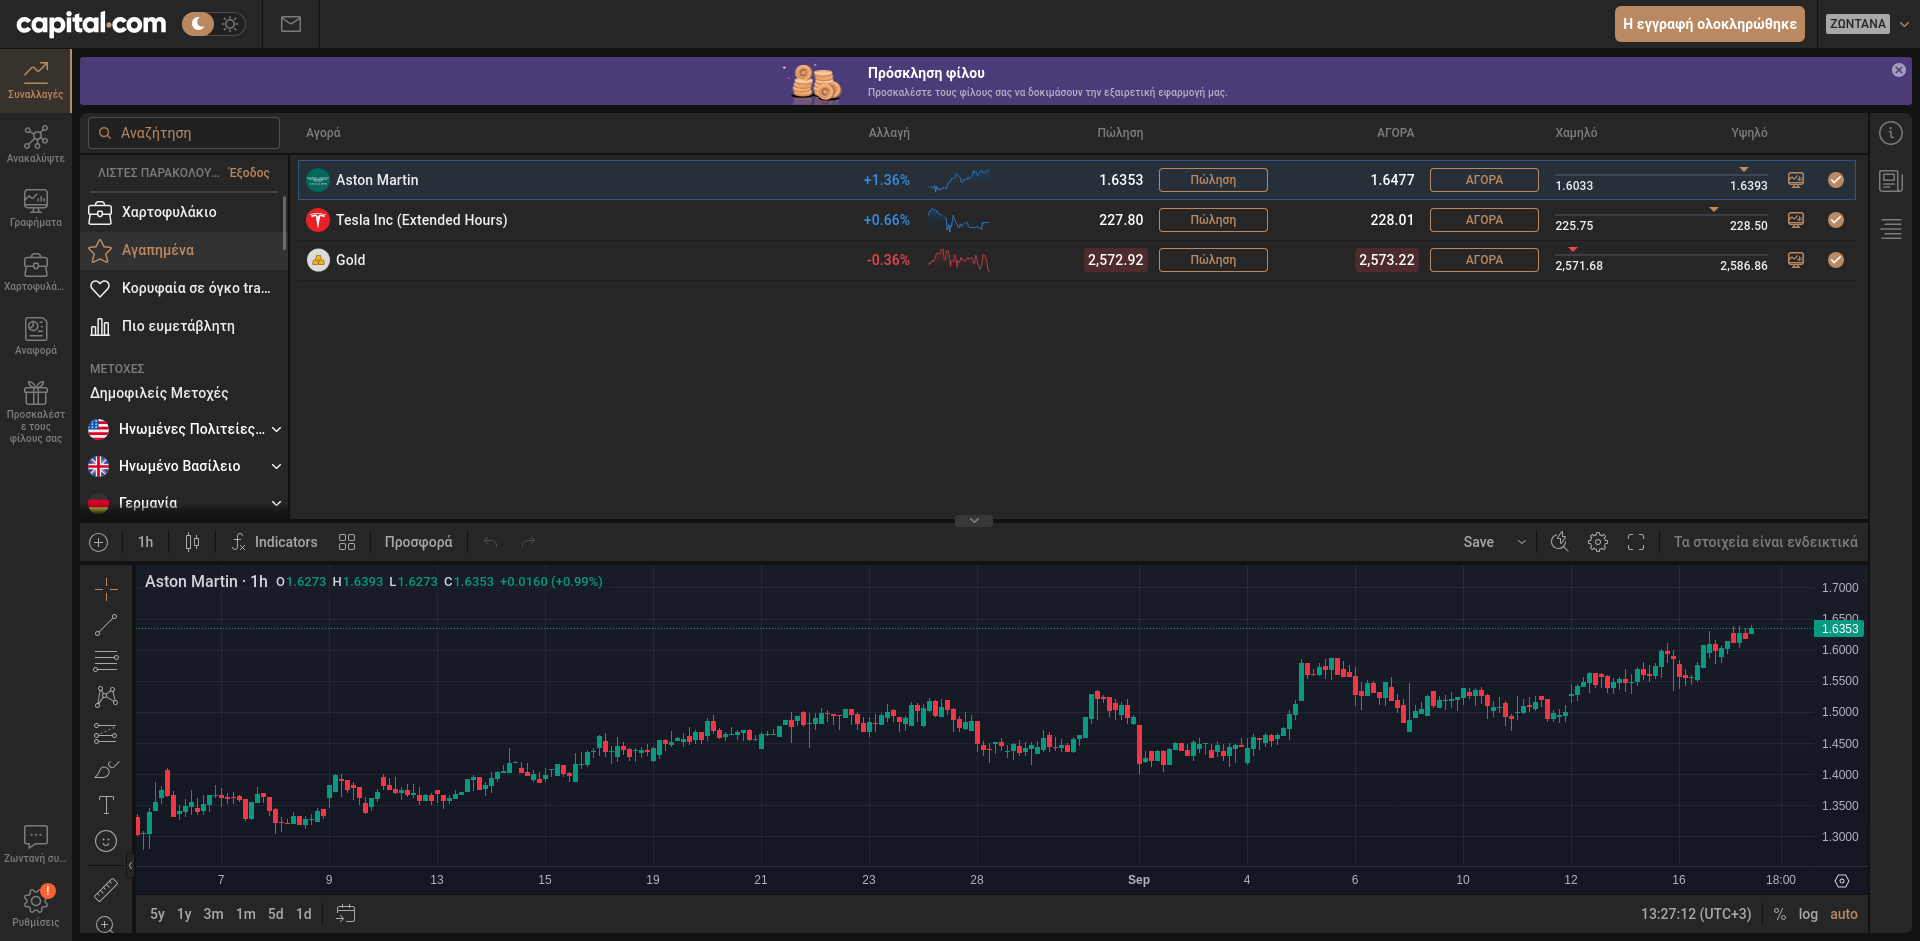 capital.com
Η εγγραφή ολοκληρώθηκε
ΖΩΝΤΑΝΑ
Συναλλαγές
Ανακαλύψτε
Γραφήματα
Χαρτοφυλά...
Αναφορά
Προσκαλέστ
ε τους
φίλους σας
Ζωντανή συ...
Ρυθμίσεις
Πρόσκληση φίλου
Προσκαλέστε τους φίλους σας να δοκιμάσουν την εξαιρετική εφαρμογή μας.
Αναζήτηση
Αγορά Αλλαγή Πώληση ΑΓΟΡΑ Χαμηλό Υψηλό
ΛΙΣΤΕΣ ΠΑΡΑΚΟΛΟΥ... Έξοδος
Χαρτοφυλάκιο
Αγαπημένα
Κορυφαία σε όγκο tra...
Πιο ευμετάβλητη
ΜΕΤΟΧΕΣ
Δημοφιλείς Μετοχές
Ηνωμένες Πολιτείες...
Ηνωμένο Βασίλειο
Γερμανία
Aston Martin +1.36% 1.6353 Πώληση 1.6477 ΑΓΟΡΑ 1.6033 1.6393
Tesla Inc (Extended Hours) +0.66% 227.80 Πώληση 228.01 ΑΓΟΡΑ 225.75 228.50
Gold -0.36% 2,572.92 Πώληση 2,573.22 ΑΓΟΡΑ 2,571.68 2,586.86
1h Indicators Προσφορά Save Τα στοιχεία είναι ενδεικτικά
Aston Martin · 1h O1.6273 H1.6393 L1.6273 C1.6353 +0.0160 (+0.99%)
1.7000
1.6500
1.6353
1.6000
1.5500
1.5000
1.4500
1.4000
1.3500
1.3000
7 9 13 15 19 21 23 28 Sep 4 6 10 12 16 18:00
5y 1y 3m 1m 5d 1d 13:27:12 (UTC+3) % log auto